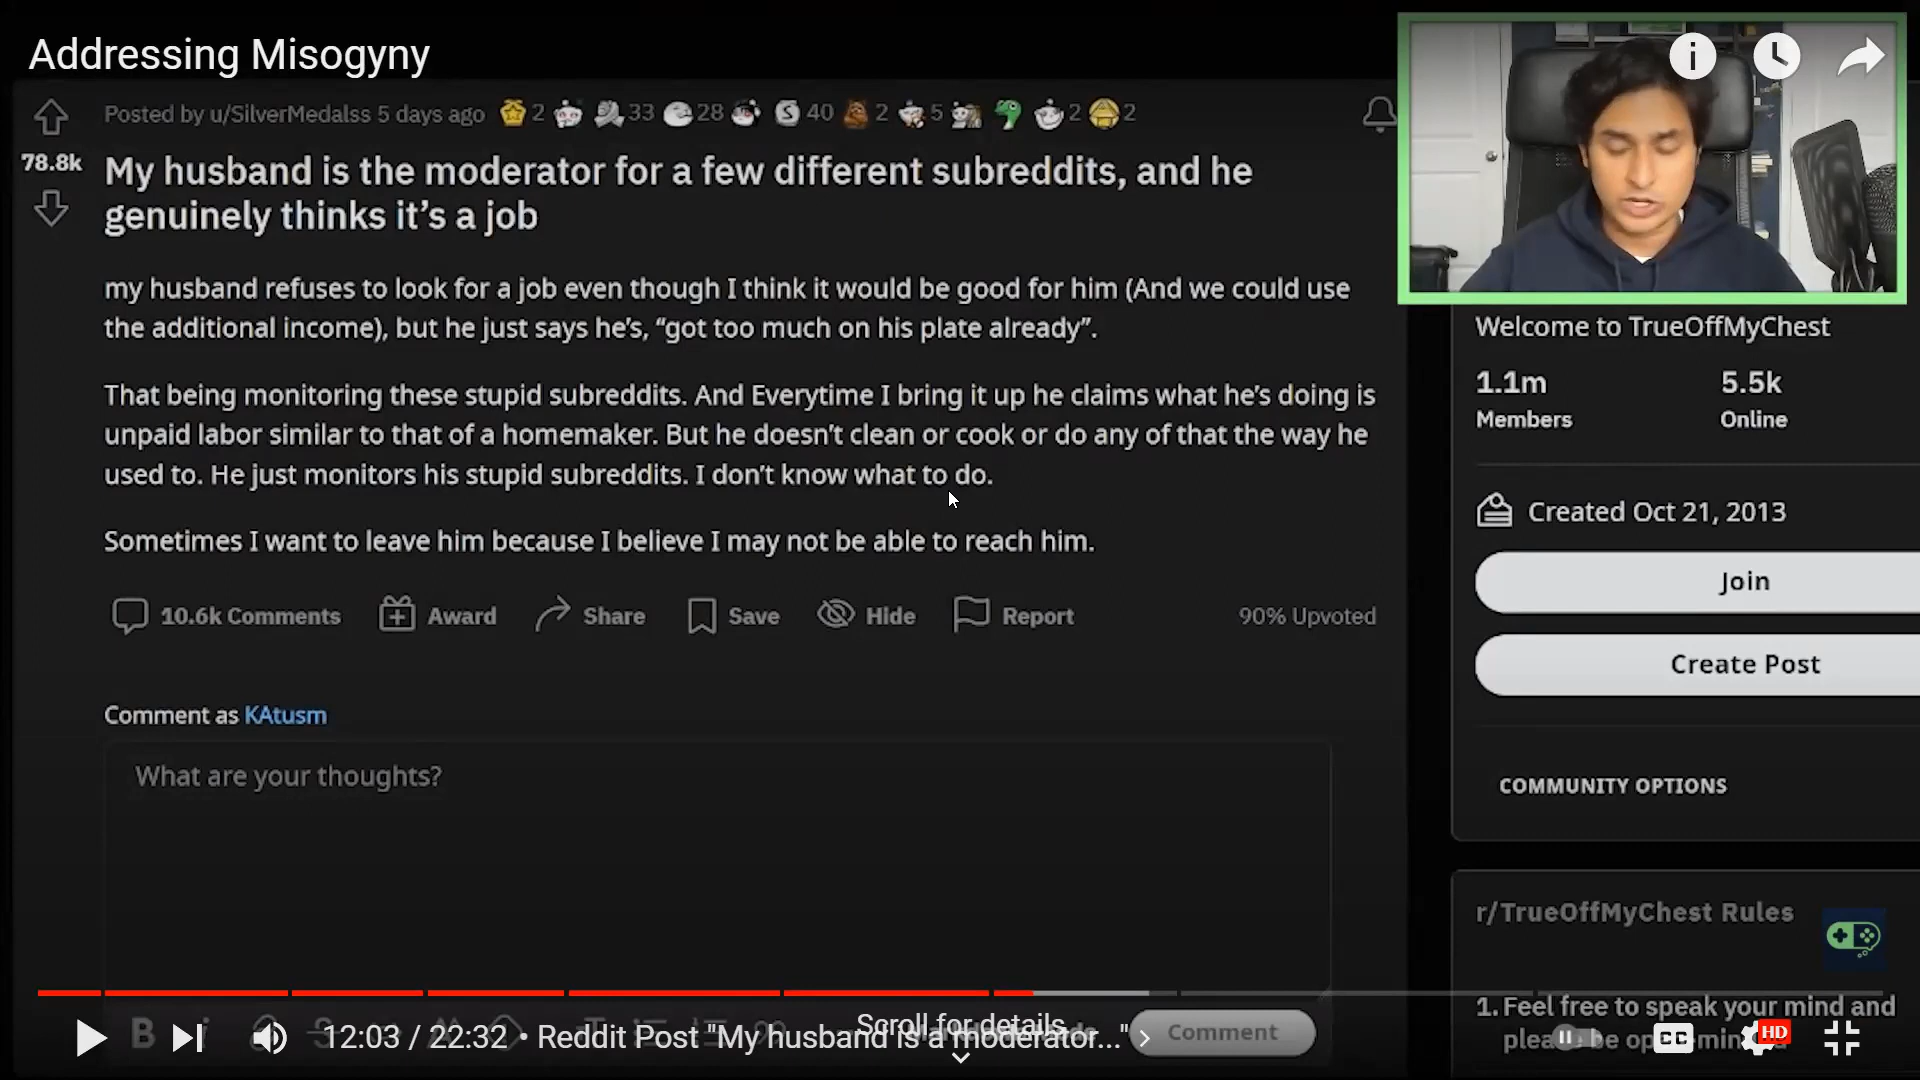 Addressing Misogyny
Posted by u/SilverMedalss 5 days ago 2 33 28 40 2 5 2 2
78.8k
My husband is the moderator for a few different subreddits, and he
genuinely thinks it’s a job
my husband refuses to look for a job even though I think it would be good for him (And we could use
the additional income), but he just says he’s, “got too much on his plate already”.
That being monitoring these stupid subreddits. And Everytime I bring it up he claims what he’s doing is
unpaid labor similar to that of a homemaker. But he doesn’t clean or cook or do any of that the way he
used to. He just monitors his stupid subreddits. I don’t know what to do.
Sometimes I want to leave him because I believe I may not be able to reach him.
10.6k Comments Award Share Save Hide Report 90% Upvoted
Comment as KAtusm
What are your thoughts?
Welcome to TrueOffMyChest
1.1m 5.5k
Members Online
Created Oct 21, 2013
Join
Create Post
COMMUNITY OPTIONS
r/TrueOffMyChest Rules
1. Feel free to speak your mind and
please be
Scroll for details
12:03 / 22:32 • Reddit Post "My husband is a moderator..."
Comment
CC
HD